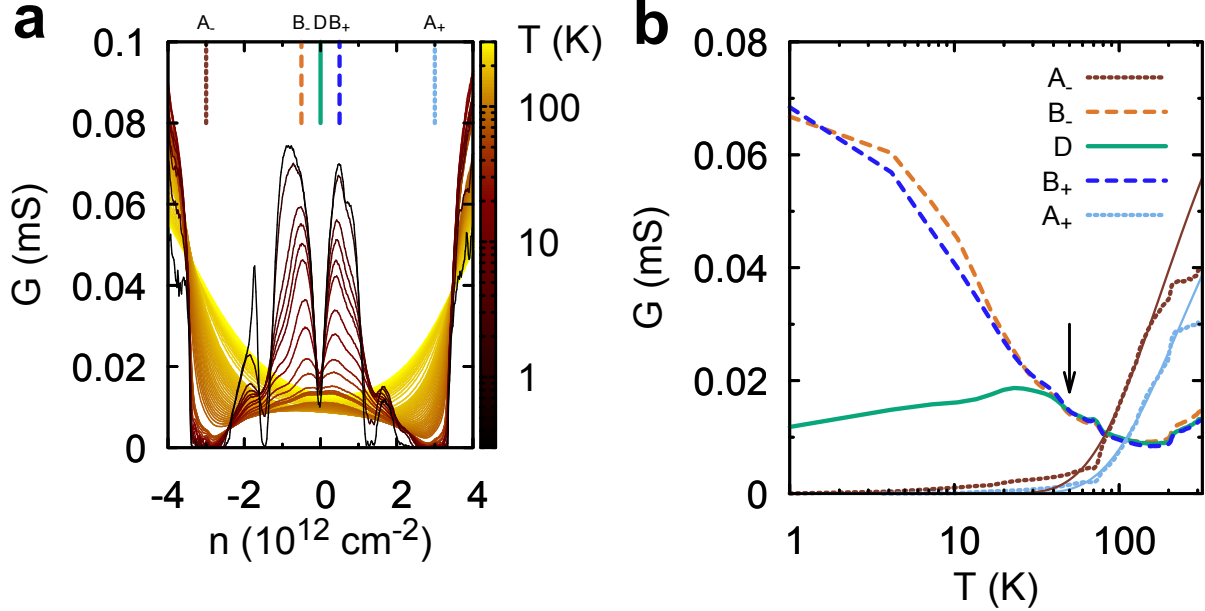 a
A₋ B₋ D B₊ A₊
T (K)
0.1
0.08
0.06
0.04
0.02
0
G (mS)
-4 -2 0 2 4
n (10¹² cm⁻²)
100
10
1
b
0.08
0.06
0.04
0.02
0
G (mS)
A₋
B₋
D
B₊
A₊
1 10 100
T (K)